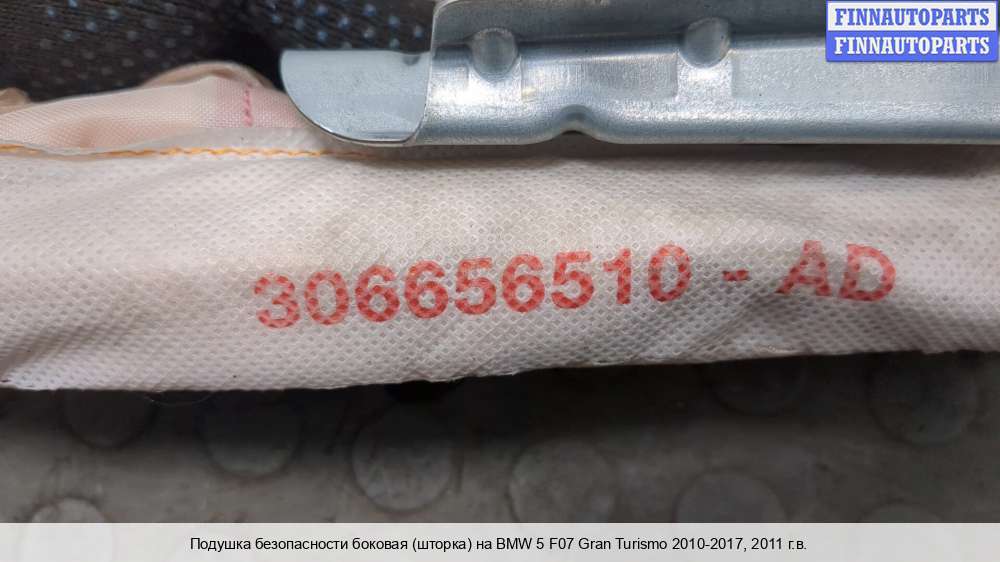 FINNAUTOPARTS
FINNAUTOPARTS
306656510 - AD
Подушка безопасности боковая (шторка) на BMW 5 F07 Gran Turismo 2010-2017, 2011 г.в.